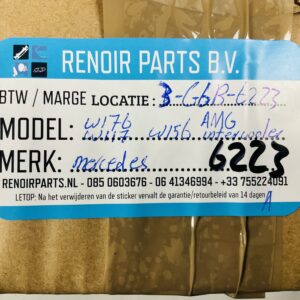 RENOIR PARTS B.V.
BTW / MARGE LOCATIE : 3-G6B-6223
MODEL: W176 AMG
W117 W156 intercooler
MERK: mercedes 6223
RENOIRPARTS.NL - 085 0603676 - 06 41346994 - +33 755224091
LETOP: Na het verwijderen van de sticker vervalt de garantie/retourbeleid van 14 dagen
A